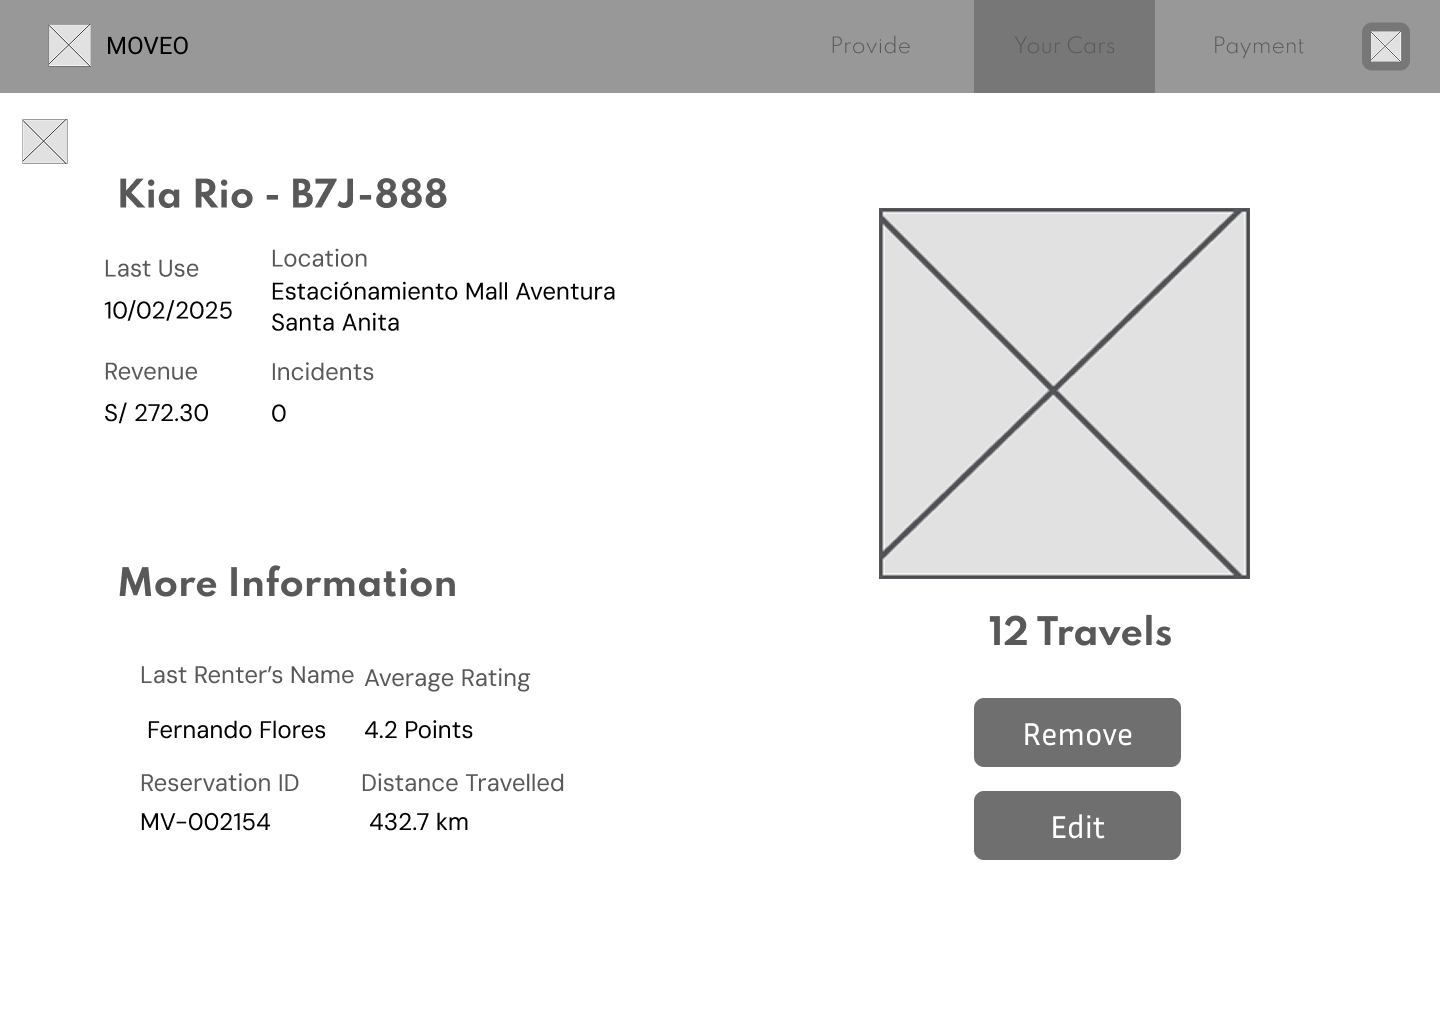 MOVEO
Provide
Your Cars
Payment
Kia Rio - B7J-888
Last Use
Location
10/02/2025
Estaciónamiento Mall Aventura
Santa Anita
Revenue
Incidents
S/ 272.30
0
More Information
Last Renter’s Name
Average Rating
Fernando Flores
4.2 Points
Reservation ID
Distance Travelled
MV-002154
432.7 km
12 Travels
Remove
Edit